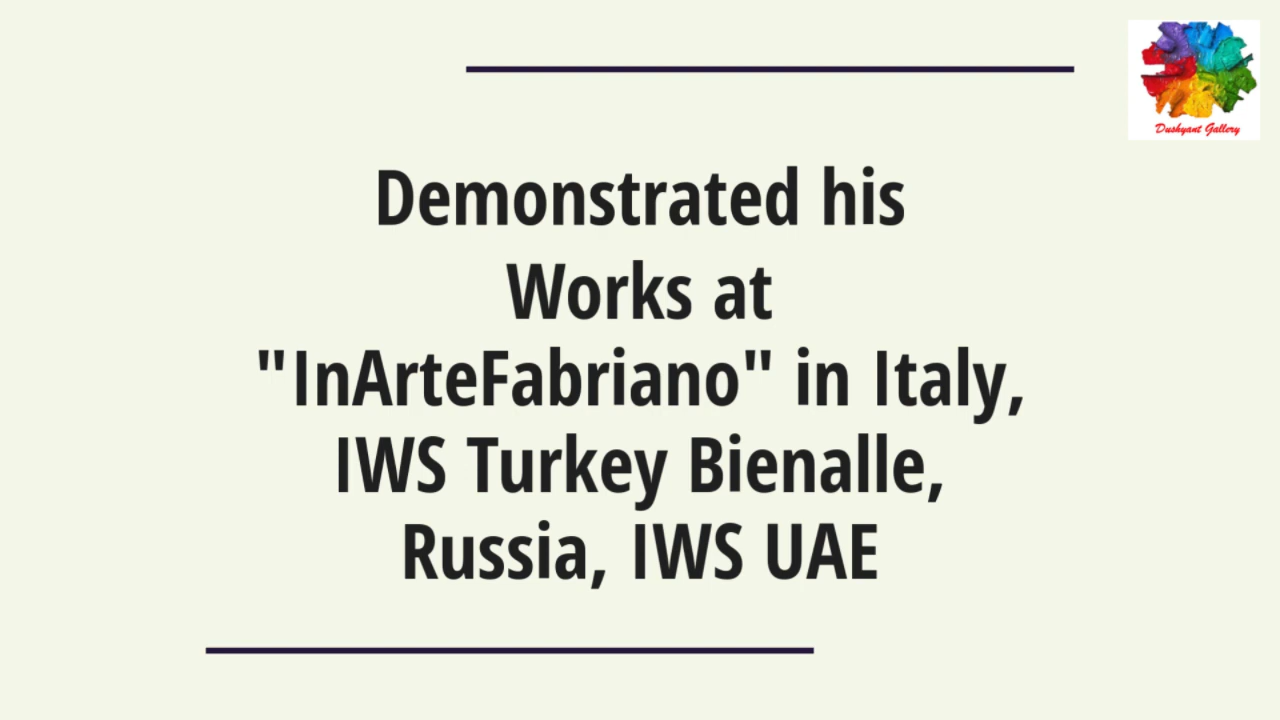 Dushyant Gallery
Demonstrated his
Works at
"InArteFabriano" in Italy,
IWS Turkey Bienalle,
Russia, IWS UAE